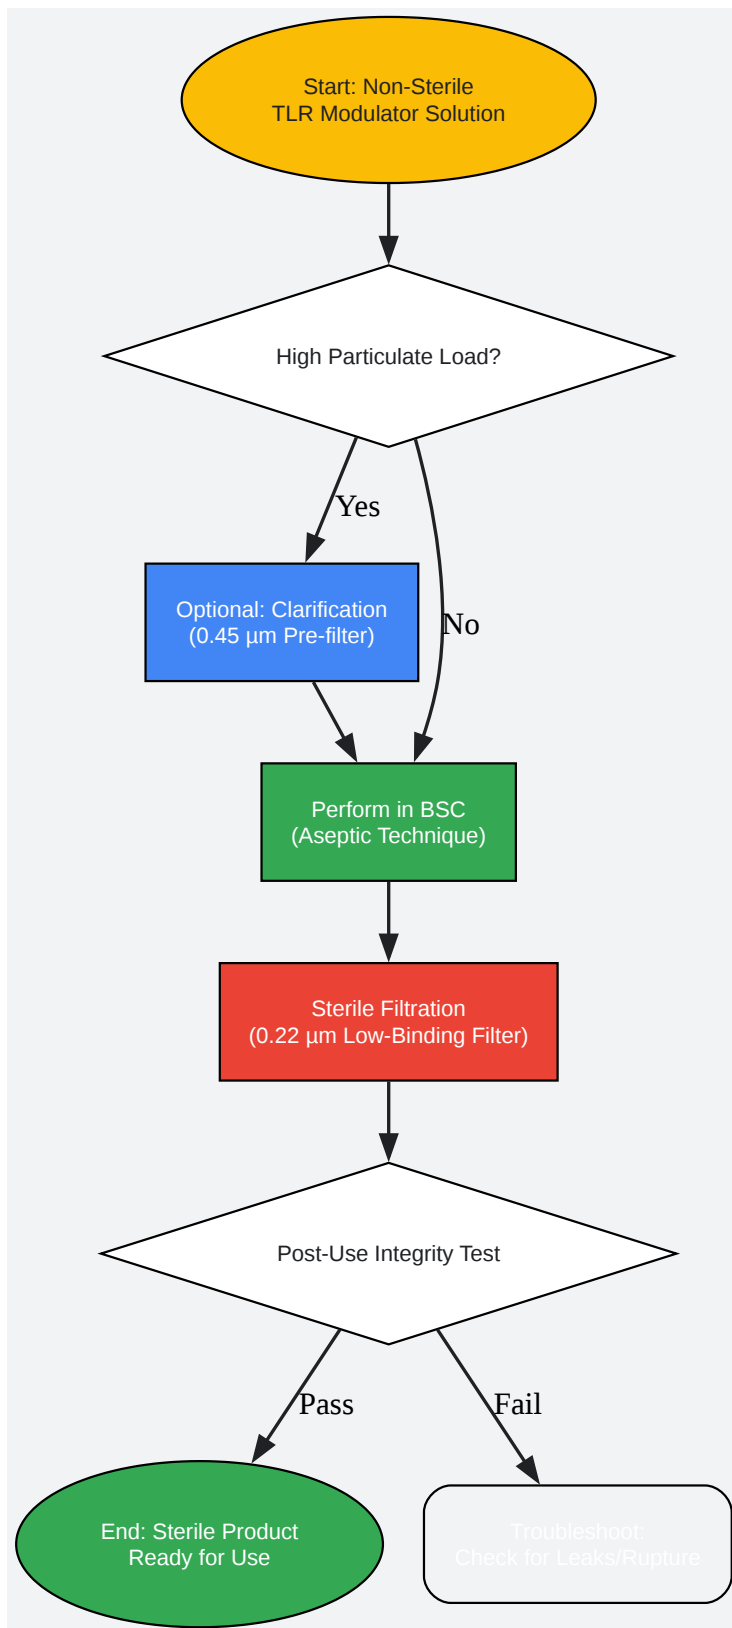 Start: Non-Sterile
TLR Modulator Solution
High Particulate Load?
Yes
Optional: Clarification
(0.45 µm Pre-filter)
No
Perform in BSC
(Aseptic Technique)
Sterile Filtration
(0.22 µm Low-Binding Filter)
Post-Use Integrity Test
Pass
Fail
End: Sterile Product
Ready for Use
Troubleshoot:
Check for Leaks/Rupture